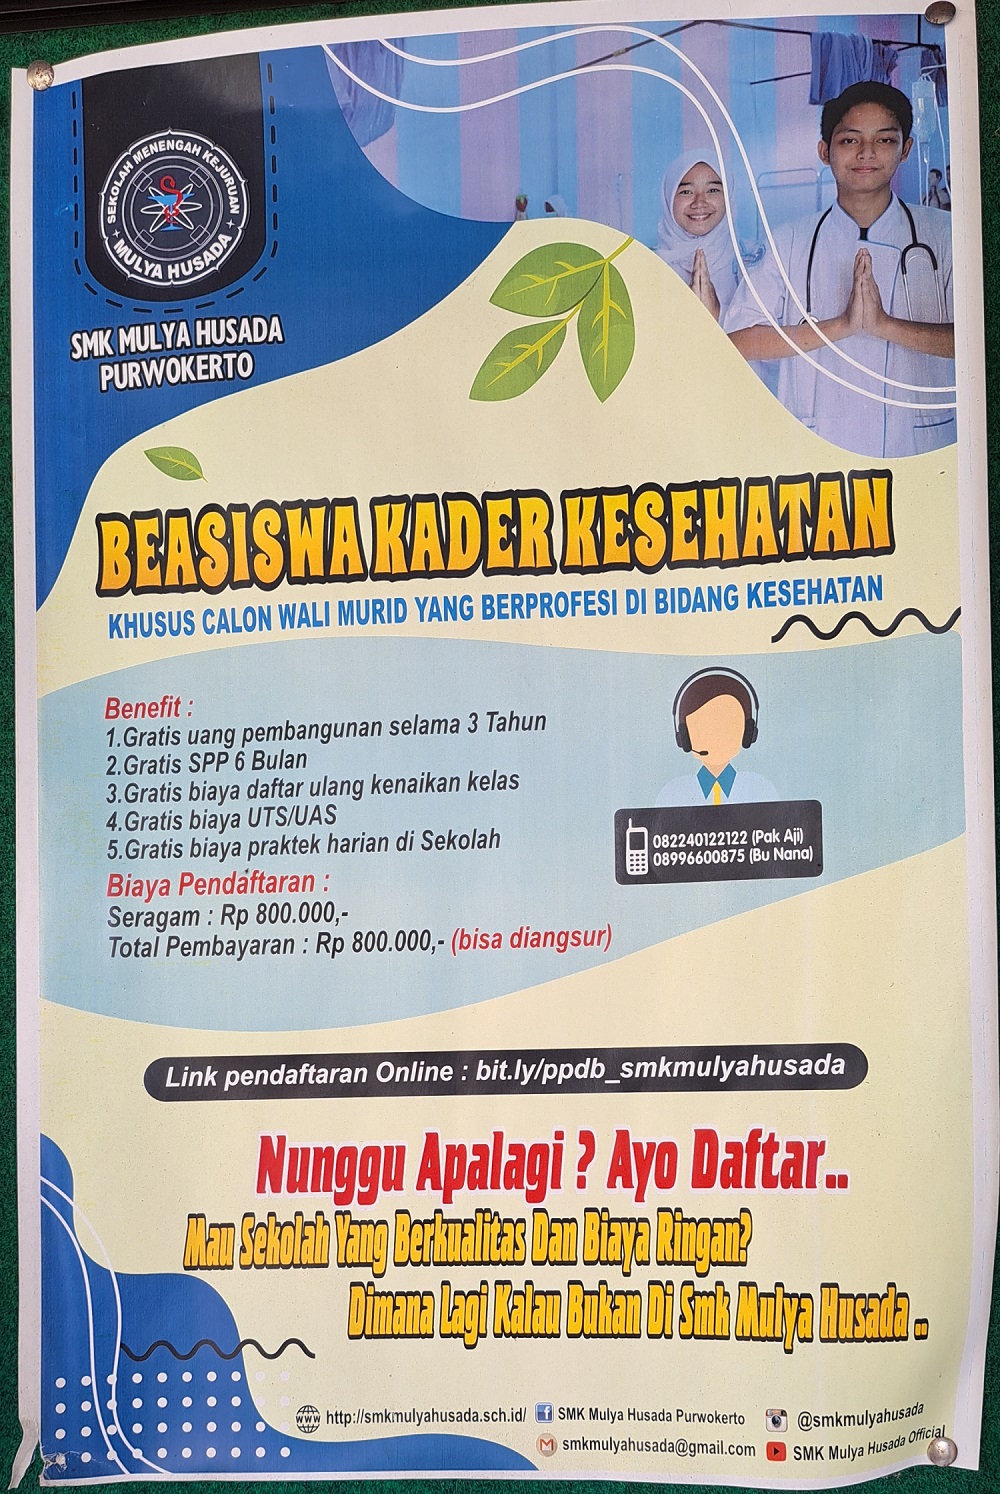 SEKOLAH MENENGAH KEJURUAN
MULYA HUSADA
SMK MULYA HUSADA
PURWOKERTO
BEASISWA KADER KESEHATAN
KHUSUS CALON WALI MURID YANG BERPROFESI DI BIDANG KESEHATAN
Benefit :
1.Gratis uang pembangunan selama 3 Tahun
2.Gratis SPP 6 Bulan
3.Gratis biaya daftar ulang kenaikan kelas
4.Gratis biaya UTS/UAS
5.Gratis biaya praktek harian di Sekolah
082240122122 (Pak Aji)
08996600875 (Bu Nana)
Biaya Pendaftaran :
Seragam : Rp 800.000,-
Total Pembayaran : Rp 800.000,- (bisa diangsur)
Link pendaftaran Online : bit.ly/ppdb_smkmulyahusada
Nunggu Apalagi ? Ayo Daftar..
Mau Sekolah Yang Berkualitas Dan Biaya Ringan?
Dimana Lagi Kalau Bukan Di Smk Mulya Husada ..
http://smkmulyahusada.sch.id/ SMK Mulya Husada Purwokerto @smkmulyahusada
smkmulyahusada@gmail.com SMK Mulya Husada Official